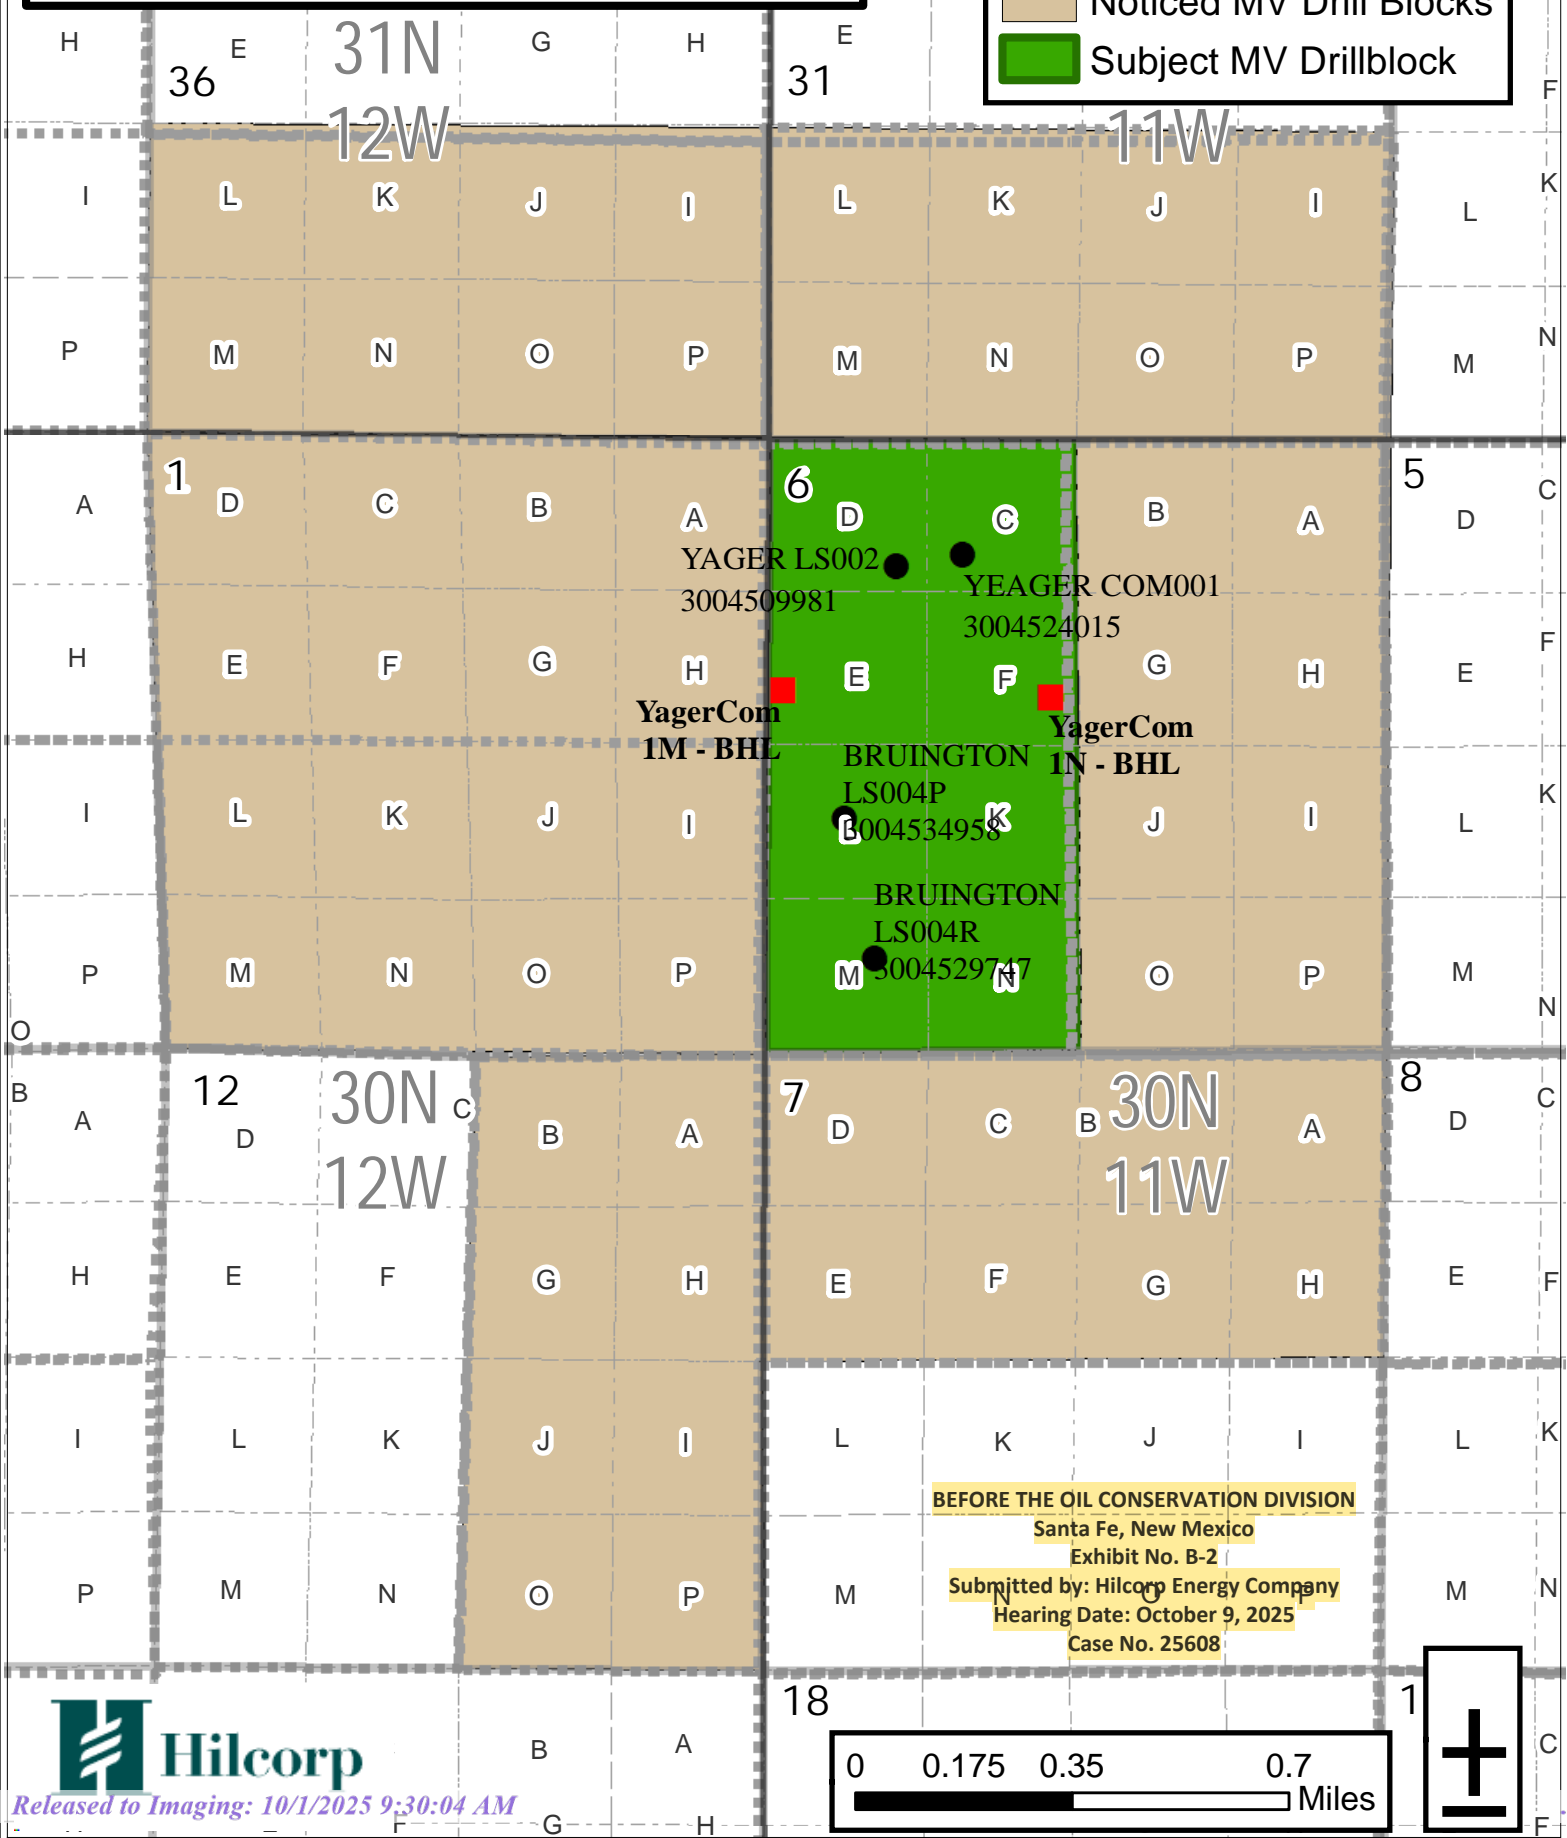 Noticed MV Drill Blocks
Subject MV Drillblock
H E 31N G H E
36 31 F
12W 11W
I L K J I L K J I L K
P M N O P M N O P M N
1 6 5
A D C B A D C B A D C
YAGER LS002
3004509981
YEAGER COM001
3004524015
H E F G H E F G H E F
YagerCom
1M - BHL
YagerCom
1N - BHL
BRUINGTON
LS004P
3004534958
I L K J I K J I L K
BRUINGTON
LS004R
3004529747
P M N O P M N O P M N
O
12 30N 7 30N 8
B A D C B A D C B A D C
12W 11W
H E F G H E F G H E F
I L K J I L K J I L K
BEFORE THE OIL CONSERVATION DIVISION
Santa Fe, New Mexico
Exhibit No. B-2
Submitted by: Hilcorp Energy Company
Hearing Date: October 9, 2025
Case No. 25608
P M N O P M N O P M N
18 1
Hilcorp
B A C
0 0.175 0.35 0.7
Miles
Released to Imaging: 10/1/2025 9:30:04 AM
F G H F